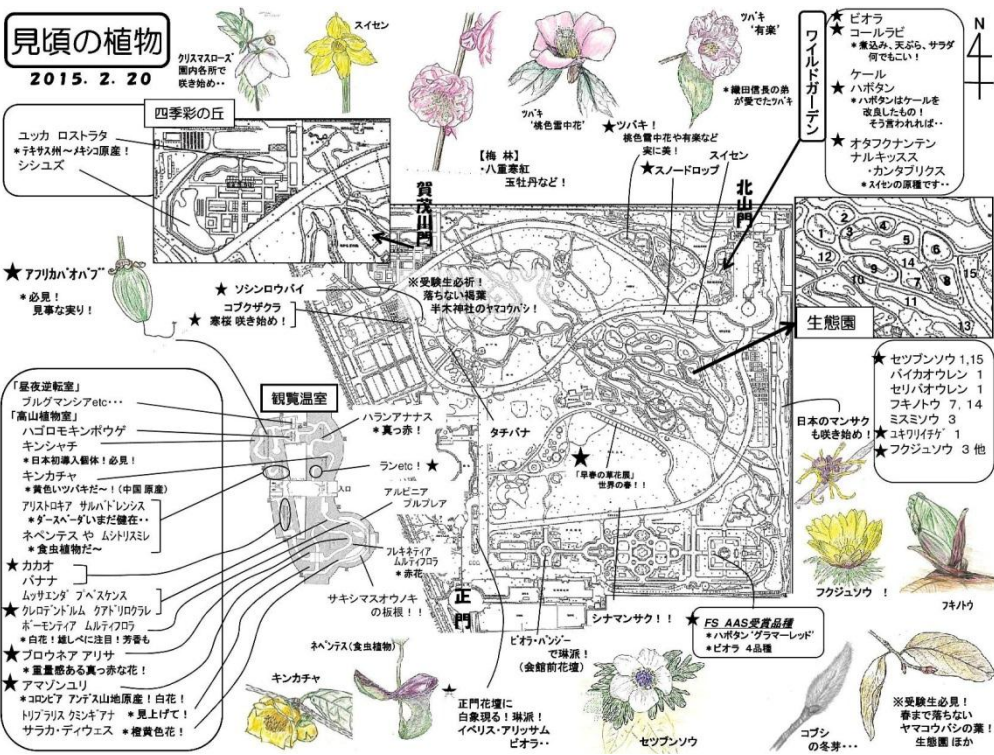 見頃の植物
2015. 2. 20
クリスマスローズ
園内各所で
咲き始め‥
スイセン
ツバキ
'桃色雪中花'
ツバキ
'有楽'
*織田信長の弟
が愛でたツバキ
【梅 林】
・八重寒紅
玉牡丹など！
★ツバキ！
桃色雪中花や有楽など
実に美！
★スノードロップ
スイセン
ワイルドガーデン
★ ビオラ
★ コールラビ
*煮込み、天ぷら、サラダ
何でもこい！
ケール
★ ハボタン
*ハボタンはケールを
改良したもの！
そう言われれば‥
★ オタフクナンテン
ナルキッスス
・カンタブリクス
*スイセンの原種です‥
N
4
四季彩の丘
ユッカ ロストラタ
*テキサス州～メキシコ原産！
シシユズ
賀茂川門
北山門
★アフリカバオバブ
*必見！
見事な実り！
★ ソシンロウバイ
コブクザクラ
★ 寒桜 咲き始め！
※受験生必祈！
落ちない褐葉
半木神社のヤマコウバシ！
1
2
3
4
5
6
7
8
9
10
11
12
13
14
15
生態園
★ セツブンソウ 1,15
バイカオウレン 1
セリバオウレン 1
フキノトウ 7, 14
ミスミソウ 3
★ユキワリイチゲ 1
★フクジュソウ 3 他
日本のマンサク
も咲き始め！
観覧温室
入口
「昼夜逆転室」
ブルグマンシアetc･･･
「高山植物室」
ハゴロモキンポウゲ
キンシャチ
*日本初導入個体！必見！
キンカチャ
*黄色いツバキだ～！（中国 原産）
アリストロキア サルバドレンシス
*ダースベーダいまだ健在‥
ネペンテス や ムシトリスミレ
*食虫植物だ～
★ カカオ
バナナ
ムッサエンダ プベスケンス
★クレロデンドルム クアドリロクラレ
ボーモンティア ムルティフロラ
*白花！雄しべに注目！芳香も
★ブロウネア アリサ
*重量感ある真っ赤な花！
★ アマゾンユリ
*コロンビア アンデス山地原産！白花！
トリプラリス クミンギアナ *見上げて！
サラカ・ディウェス *橙黄色花！
ハランアナナス
*真っ赤！
ランetc！★
アルピニア
プルプレア
フレキネティア
ムルティフロラ
*赤花
サキシマスオウノキ
の板根！！
タチバナ
★
「早春の草花展」
世界の春！！
正門
シナマンサク！！
ビオラ・パンジー
で琳派！
（会館前花壇）
★ FS AAS受賞品種
*ハボタン'グラマーレッド'
*ビオラ 4品種
フクジュソウ ！
フキノトウ
キンカチャ
ネペンテス(食虫植物)
★ 正門花壇に
白象現る！琳派！
イベリス・アリッサム
ビオラ‥
セツブンソウ
コブシ
の冬芽‥
※受験生必見！
春まで落ちない
ヤマコウバシの葉！
生態園 ほか